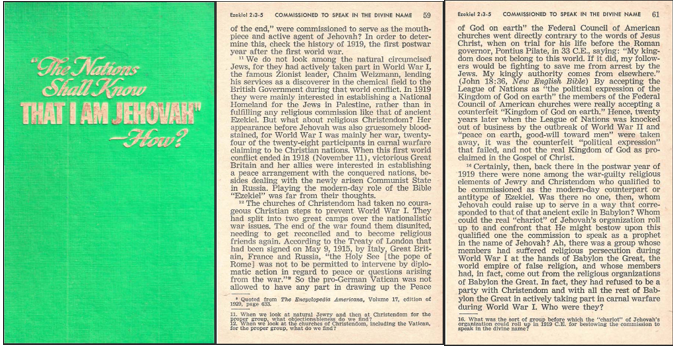 "The Nations
Shall Know
THAT I AM JEHOVAH"
—How?
Ezekiel 2:3-5 COMMISSIONED TO SPEAK IN THE DIVINE NAME 59
of the end," were commissioned to serve as the mouth-
piece and active agent of Jehovah? In order to deter-
mine this, check the history of 1919, the first postwar
year after the first world war.
11 We do not look among the natural circumcised
Jews, for they had actively taken part in World War I,
the famous Zionist leader, Chaim Weizmann, lending
his services as a discoverer in the chemical field to the
British Government during that world conflict. In 1919
they were mainly interested in establishing a National
Homeland for the Jews in Palestine, rather than in
fulfilling any religious commission like that of ancient
Ezekiel. But what about religious Christendom? Her
appearance before Jehovah was also gruesomely blood-
stained, for World War I was mainly her war, twenty-
four of the twenty-eight participants in carnal warfare
claiming to be Christian nations. When this first world
conflict ended in 1918 (November 11), victorious Great
Britain and her allies were interested in establishing
a peace arrangement with the conquered nations, be-
sides dealing with the newly arisen Communist State
in Russia. Playing the modern-day role of the Bible
"Ezekiel" was far from their thoughts.
12 The churches of Christendom had taken no coura-
geous Christian steps to prevent World War I. They
had split into two great camps over the nationalistic
war issues. The end of the war found them disunited,
needing to get reconciled and to become religious
friends again. According to the Treaty of London that
had been signed on May 9, 1915, by Italy, Great Brit-
ain, France and Russia, "the Holy See [the pope of
Rome] was not to be permitted to intervene by diplo-
matic action in regard to peace or questions arising
from the war."* So the pro-German Vatican was not
allowed to have any part in drawing up the Peace
* Quoted from The Encyclopedia Americana, Volume 17, edition of
1929, page 633.
11. When we look at natural Jewry and then at Christendom for the
proper group, what objectionableness do we find?
12. When we look at the churches of Christendom, including the Vatican,
for the proper group, what do we find?
Ezekiel 2:3-5 COMMISSIONED TO SPEAK IN THE DIVINE NAME 61
of God on earth" the Federal Council of American
churches went directly contrary to the words of Jesus
Christ, when on trial for his life before the Roman
governor, Pontius Pilate, in 33 C.E., saying: "My king-
dom does not belong to this world. If it did, my follow-
ers would be fighting to save me from arrest by the
Jews. My kingly authority comes from elsewhere."
(John 18:36, New English Bible) By accepting the
League of Nations as "the political expression of the
Kingdom of God on earth" the members of the Federal
Council of American churches were really accepting a
counterfeit "Kingdom of God on earth." Hence, twenty
years later when the League of Nations was knocked
out of business by the outbreak of World War II and
"peace on earth, good-will toward men" were taken
away, it was the counterfeit "political expression"
that failed, and not the real Kingdom of God as pro-
claimed in the Gospel of Christ.
16 Certainly, then, back there in the postwar year of
1919 there were none among the war-guilty religious
elements of Jewry and Christendom who qualified to
be commissioned as the modern-day counterpart or
antitype of Ezekiel. Was there no one, then, whom
Jehovah could raise up to serve in a way that corre-
sponded to that of that ancient exile in Babylon? Whom
could the real "chariot" of Jehovah's organization roll
up to and confront that He might bestow upon this
qualified one the commission to speak as a prophet
in the name of Jehovah? Ah, there was a group whose
members had suffered religious persecution during
World War I at the hands of Babylon the Great, the
world empire of false religion, and whose members
had, in fact, come out from the religious organizations
of Babylon the Great. In fact, they had refused to be a
party with Christendom and with all the rest of Bab-
ylon the Great in actively taking part in carnal warfare
during World War I. Who were they?
16. What was the sort of group before which the "chariot" of Jehovah's
organization could roll up in 1919 C.E. for bestowing the commission
to speak in the divine name?